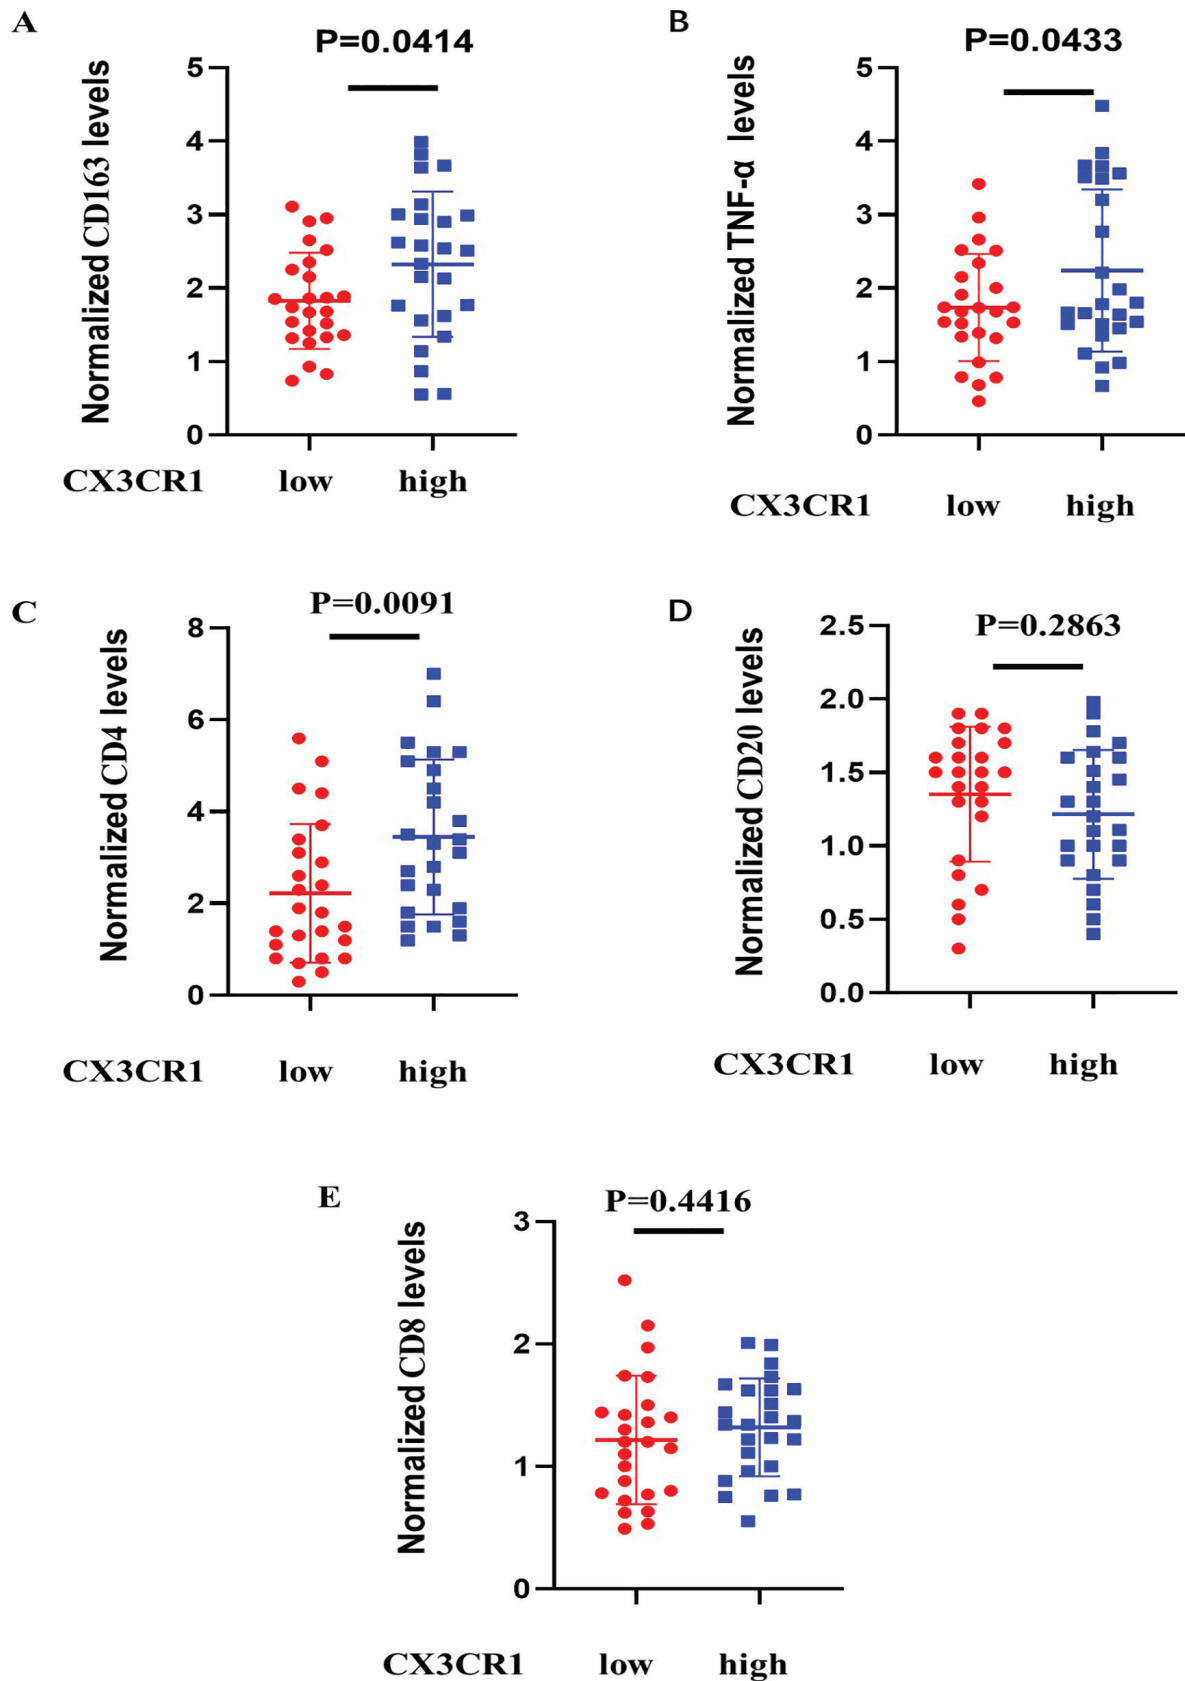 A
P=0.0414
Normalized CD163 levels
5
4
3
2
1
0
CX3CR1 low high
B
P=0.0433
Normalized TNF-α levels
5
4
3
2
1
0
CX3CR1 low high
C
P=0.0091
Normalized CD4 levels
8
6
4
2
0
CX3CR1 low high
D
P=0.2863
Normalized CD20 levels
2.5
2.0
1.5
1.0
0.5
0.0
CX3CR1 low high
E
P=0.4416
Normalized CD8 levels
3
2
1
0
CX3CR1 low high